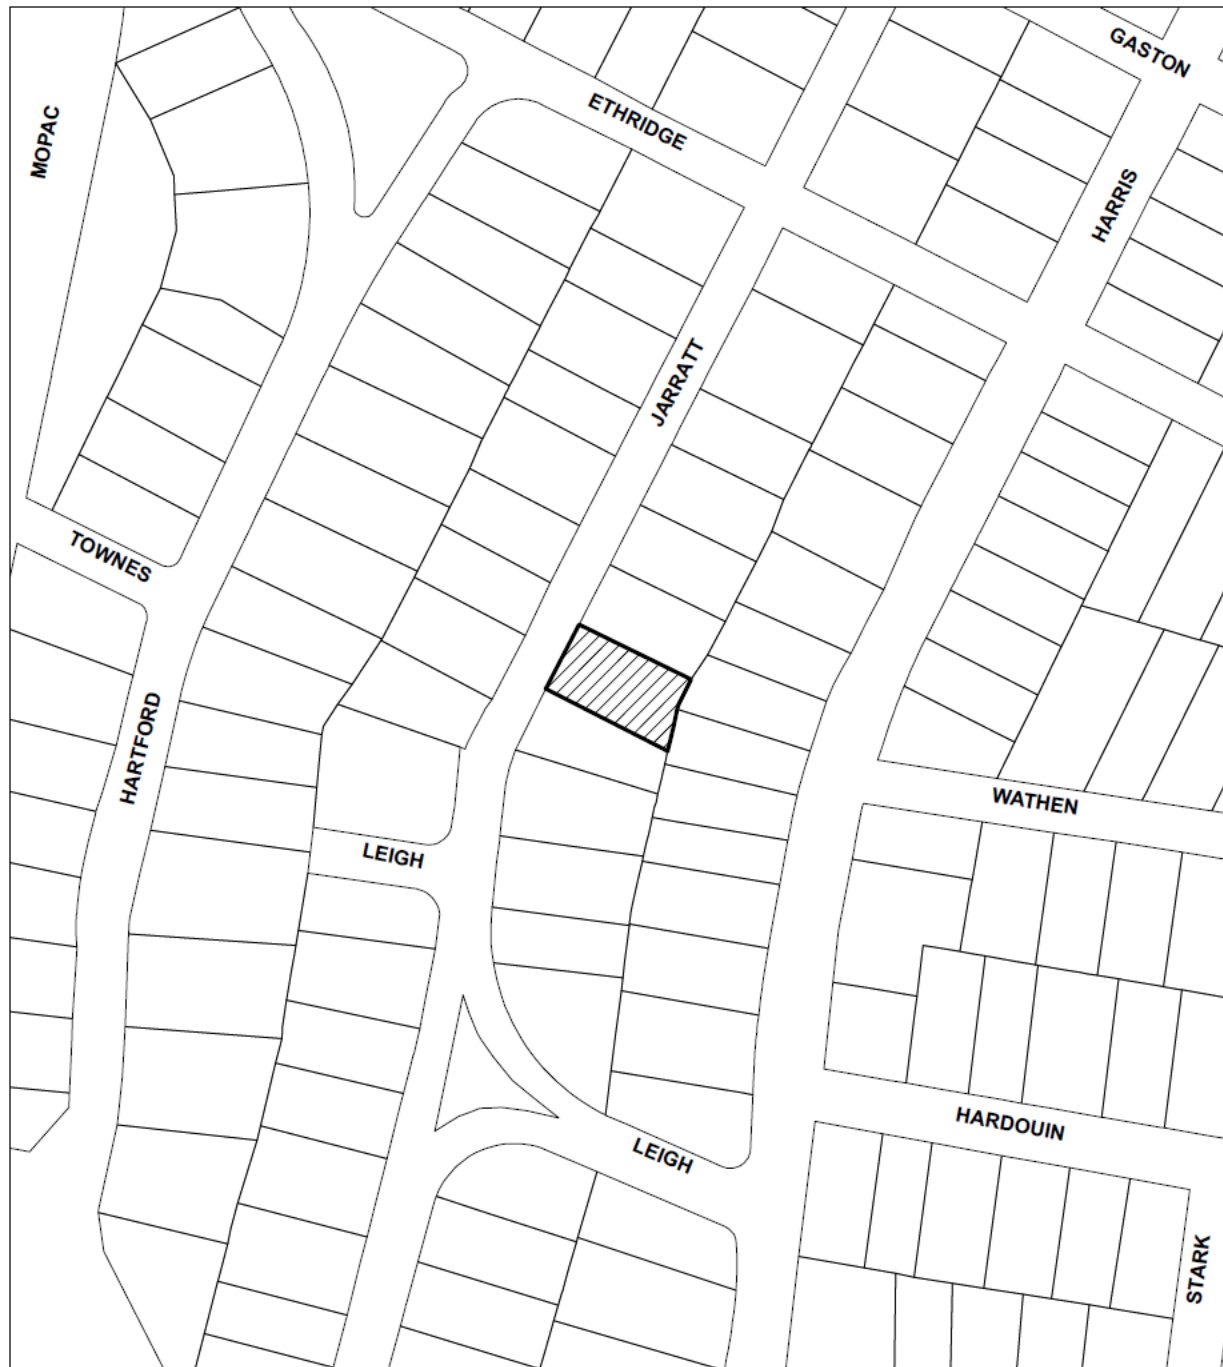 GASTON
MOPAC
ETHRIDGE
HARRIS
JARRATT
TOWNES
HARTFORD
WATHEN
LEIGH
HARDOUIN
LEIGH
STARK